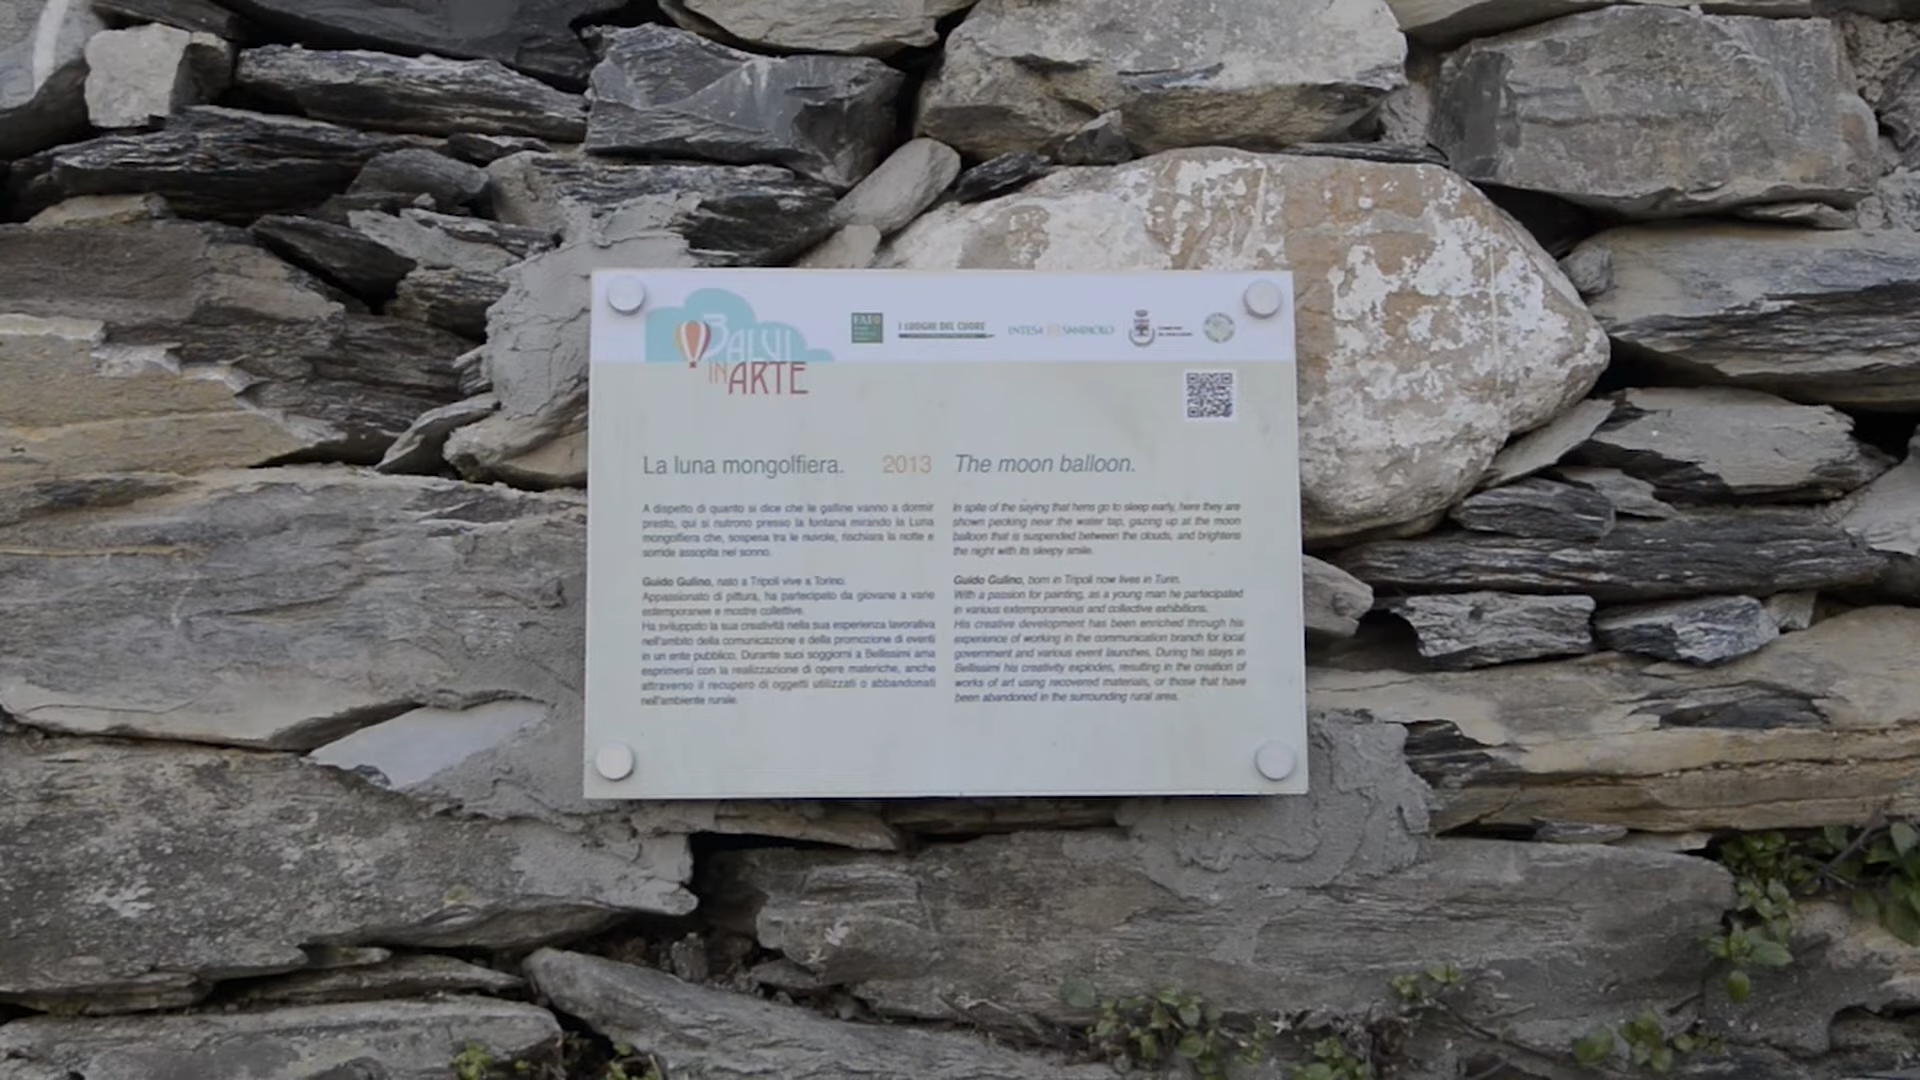 BALUI
IN ARTE
I LUOGHI DEL CUORE
INTESA SANPAOLO
La luna mongolfiera. 2013
A dispetto di quanto si dice che le galline vanno a dormir
presto, qui si nutrono presso la fontana mirando la Luna
mongolfiera che, sospesa tra le nuvole, rischiara la notte e
sorride assopita nel sonno.
Guido Gulino, nato a Tripoli vive a Torino.
Appassionato di pittura, ha partecipato da giovane a varie
estemporanee e mostre collettive.
Ha sviluppato la sua creatività nella sua esperienza lavorativa
nell'ambito della comunicazione e della promozione di eventi
in un ente pubblico. Durante suoi soggiorni a Bellissimi ama
esprimersi con la realizzazione di opere materiche, anche
attraverso il recupero di oggetti utilizzati o abbandonati
nell'ambiente rurale.
The moon balloon.
In spite of the saying that hens go to sleep early, here they are
shown pecking near the water tap, gazing up at the moon
balloon that is suspended between the clouds, and brightens
the night with its sleepy smile.
Guido Gulino, born in Tripoli now lives in Turin.
With a passion for painting, as a young man he partecipated
in various extemporaneous and collective exhibitions.
His creative development has been enriched through his
experience of working in the communication branch for local
government and various event launches. During his stays in
Bellissimi his creativity explodes, resulting in the creation of
works of art using recovered materials, or those that have
been abandoned in the surrounding rural area.